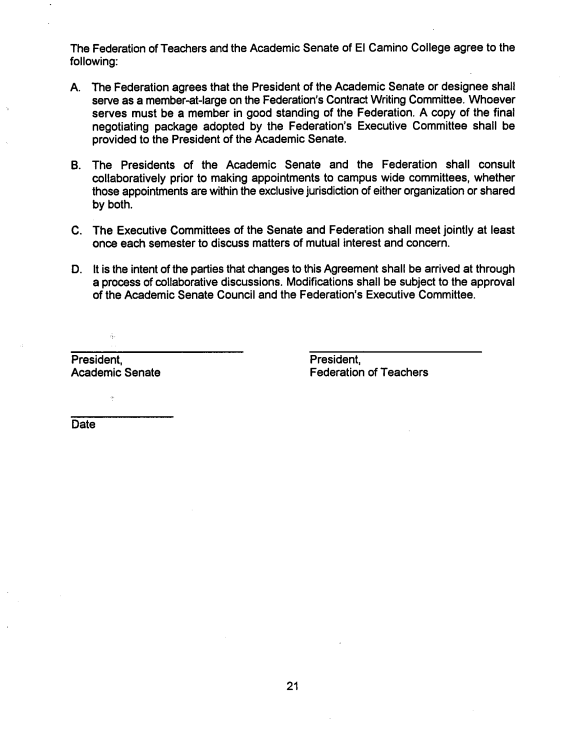 The Federation of Teachers and the Academic Senate of El Camino College agree to the
following:
A. The Federation agrees that the President of the Academic Senate or designee shall
serve as a member-at-large on the Federation's Contract Writing Committee. Whoever
serves must be a member in good standing of the Federation. A copy of the final
negotiating package adopted by the Federation's Executive Committee shall be
provided to the President of the Academic Senate.
B. The Presidents of the Academic Senate and the Federation shall consult
collaboratively prior to making appointments to campus wide committees, whether
those appointments are within the exclusive jurisdiction of either organization or shared
by both.
C. The Executive Committees of the Senate and Federation shall meet jointly at least
once each semester to discuss matters of mutual interest and concern.
D. It is the intent of the parties that changes to this Agreement shall be arrived at through
a process of collaborative discussions. Modifications shall be subject to the approval
of the Academic Senate Council and the Federation's Executive Committee.
President,
Academic Senate
President,
Federation of Teachers
Date
21